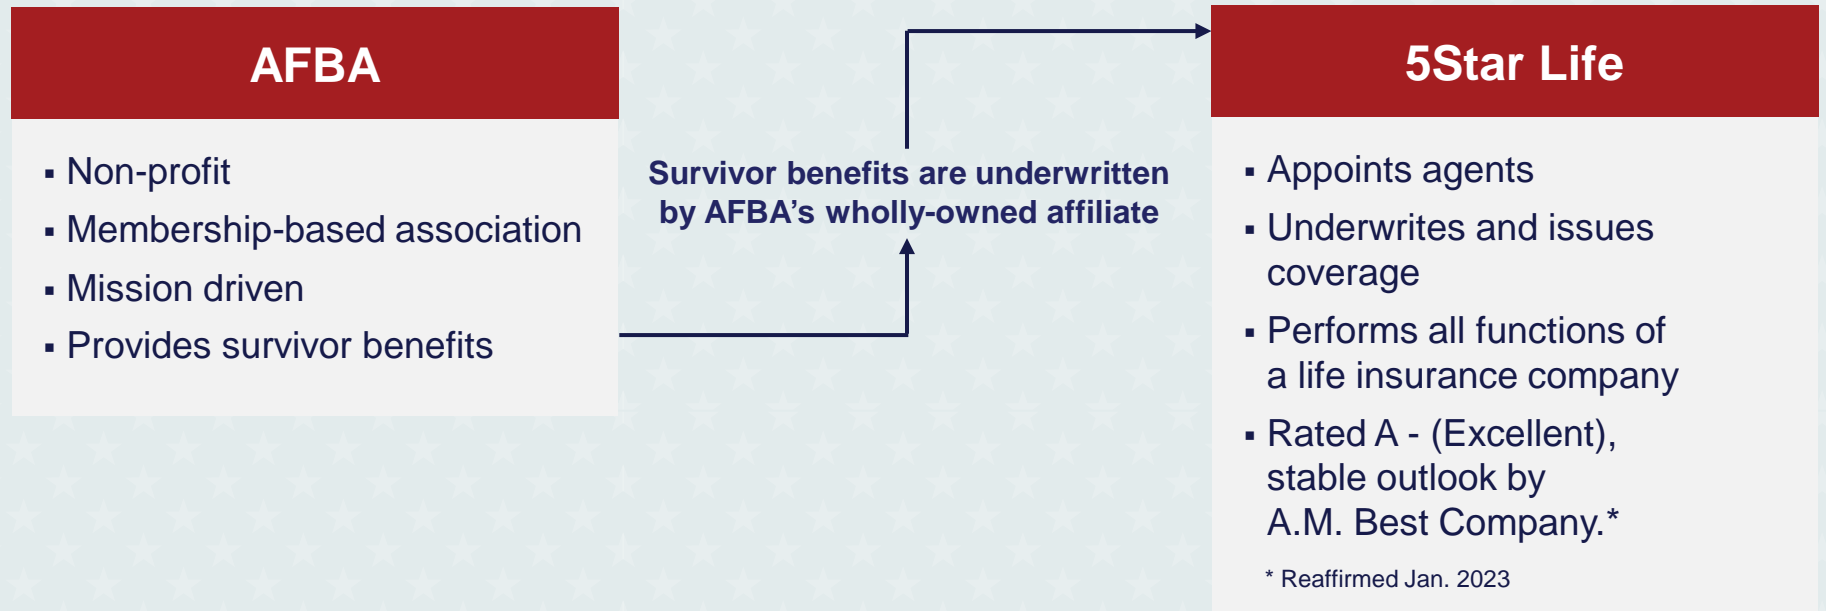 AFBA
▪ Non-profit
▪ Membership-based association
▪ Mission driven
▪ Provides survivor benefits
Survivor benefits are underwritten
by AFBA’s wholly-owned affiliate
5Star Life
▪ Appoints agents
▪ Underwrites and issues
coverage
▪ Performs all functions of
a life insurance company
▪ Rated A - (Excellent),
stable outlook by
A.M. Best Company.*
* Reaffirmed Jan. 2023